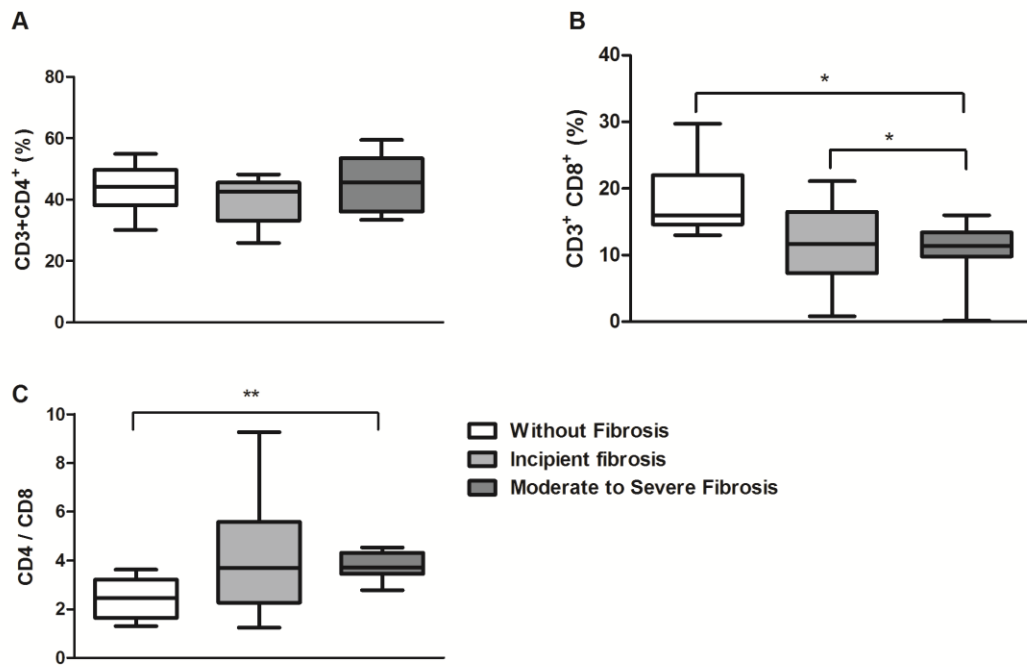 A
CD3+CD4⁺ (%)
80
60
40
20
0
B
CD3⁺ CD8⁺ (%)
40
30
20
10
0
*
*
C
CD4 / CD8
10
8
6
4
2
0
**
Without Fibrosis
Incipient fibrosis
Moderate to Severe Fibrosis